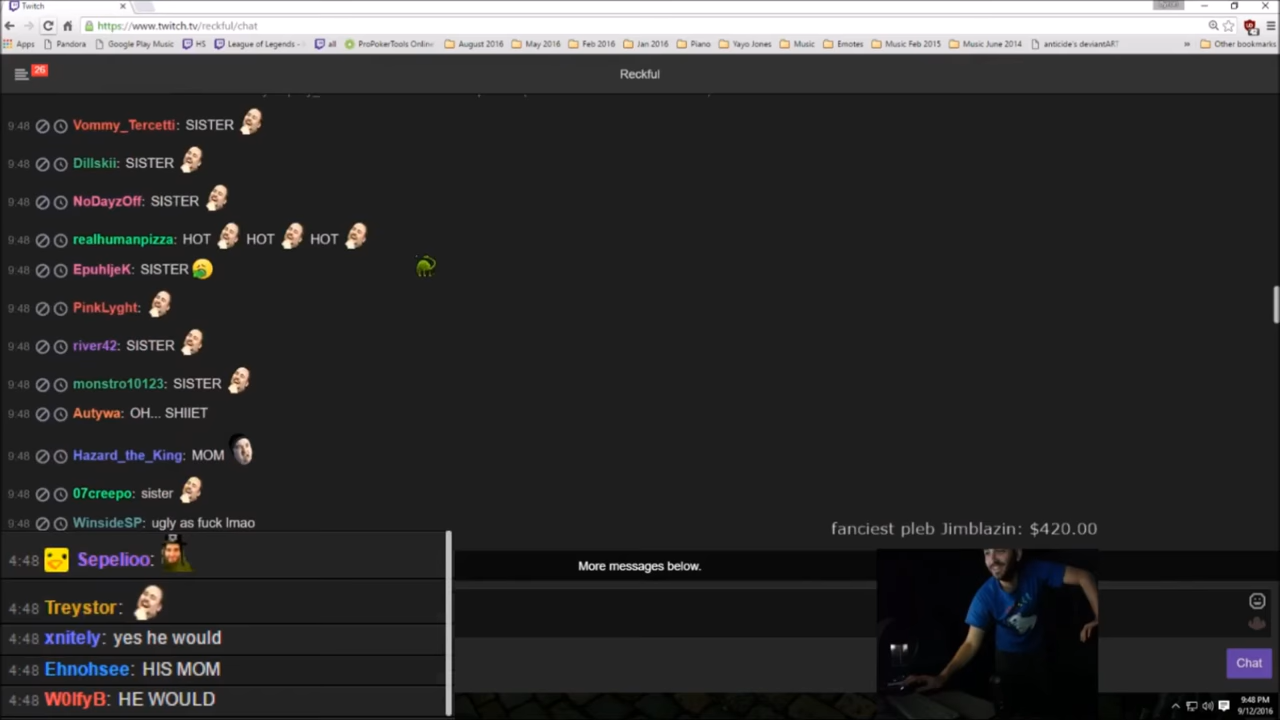 Twitch
https://www.twitch.tv/reckful/chat
Apps Pandora Google Play Music HS League of Legends - all ProPokerTools Onlin August 2016 May 2016 Feb 2016 Jan 2016 Piano Yayo Jones Music Emotes Music Feb 2015 Music June 2014 anticide's deviantART » Other bookmarks
26 Reckful
9:48 Vommy_Tercetti: SISTER
9:48 Dillskii: SISTER
9:48 NoDayzOff: SISTER
9:48 realhumanpizza: HOT HOT HOT
9:48 EpuhljeK: SISTER
9:48 PinkLyght:
9:48 river42: SISTER
9:48 monstro10123: SISTER
9:48 Autywa: OH... SHIIET
9:48 Hazard_the_King: MOM
9:48 07creepo: sister
9:48 WinsideSP: ugly as fuck lmao
fanciest pleb Jimblazin: $420.00
More messages below.
4:48 Sepelioo:
4:48 Treystor:
4:48 xnitely: yes he would
4:48 Ehnohsee: HIS MOM
4:48 W0lfyB: HE WOULD
Chat
9:48 PM
9/12/2016